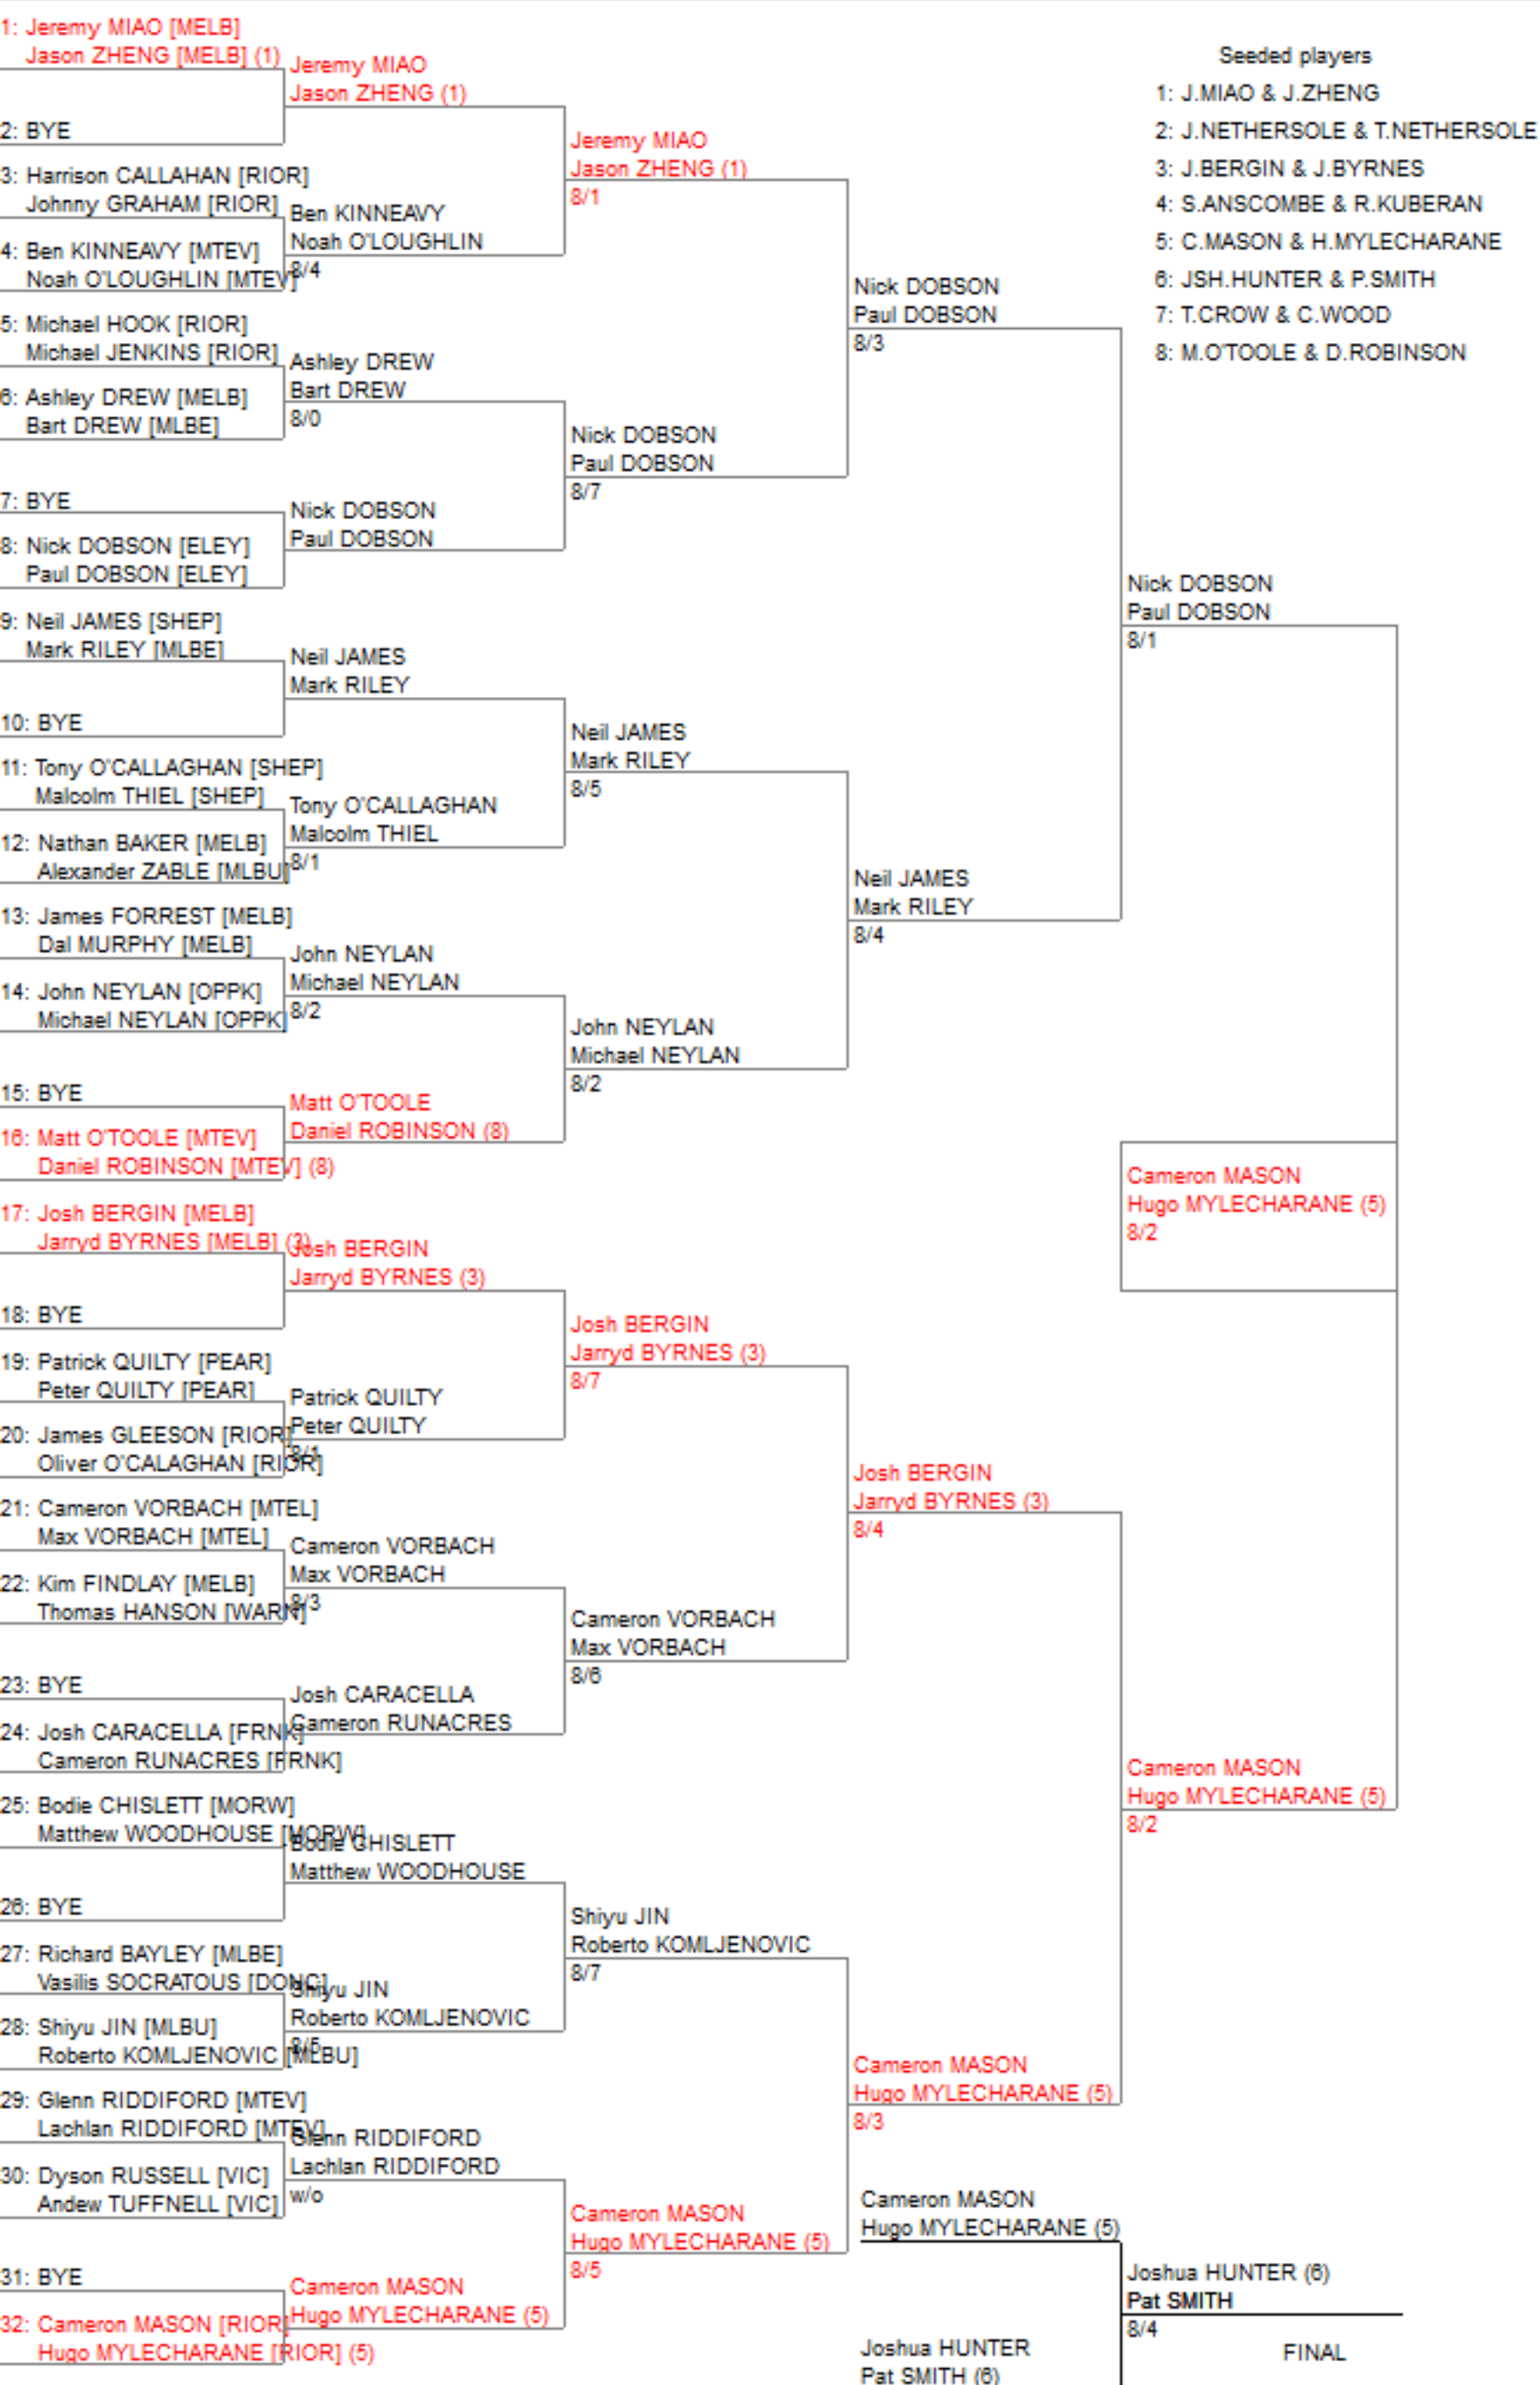 1: Jeremy MIAO [MELB]
Jason ZHENG [MELB] (1)
2: BYE
3: Harrison CALLAHAN [RIOR]
Johnny GRAHAM [RIOR]
4: Ben KINNEAVY [MTEV]
Noah O'LOUGHLIN [MTEV]
5: Michael HOOK [RIOR]
Michael JENKINS [RIOR]
6: Ashley DREW [MELB]
Bart DREW [MLBE]
7: BYE
8: Nick DOBSON [ELEY]
Paul DOBSON [ELEY]
9: Neil JAMES [SHEP]
Mark RILEY [MLBE]
10: BYE
11: Tony O'CALLAGHAN [SHEP]
Malcolm THIEL [SHEP]
12: Nathan BAKER [MELB]
Alexander ZABLE [MLBU]
13: James FORREST [MELB]
Dal MURPHY [MELB]
14: John NEYLAN [OPPK]
Michael NEYLAN [OPPK]
15: BYE
16: Matt O'TOOLE [MTEV]
Daniel ROBINSON [MTEV] (8)
17: Josh BERGIN [MELB]
Jarryd BYRNES [MELB] (3)
18: BYE
19: Patrick QUILTY [PEAR]
Peter QUILTY [PEAR]
20: James GLEESON [RIOR]
Oliver O'CALAGHAN [RIOR]
21: Cameron VORBACH [MTEL]
Max VORBACH [MTEL]
22: Kim FINDLAY [MELB]
Thomas HANSON [WARN]
23: BYE
24: Josh CARACELLA [FRNK]
Cameron RUNACRES [FRNK]
25: Bodie CHISLETT [MORW]
Matthew WOODHOUSE [MORW]
26: BYE
27: Richard BAYLEY [MLBE]
Vasilis SOCRATOUS [DONC]
28: Shiyu JIN [MLBU]
Roberto KOMLJENOVIC [MLBU]
29: Glenn RIDDIFORD [MTEV]
Lachlan RIDDIFORD [MTEV]
30: Dyson RUSSELL [VIC]
Andew TUFFNELL [VIC]
31: BYE
32: Cameron MASON [RIOR]
Hugo MYLECHARANE [RIOR] (5)
Jeremy MIAO
Jason ZHENG (1)
Ben KINNEAVY
Noah O'LOUGHLIN
8/4
Ashley DREW
Bart DREW
8/0
Nick DOBSON
Paul DOBSON
Neil JAMES
Mark RILEY
Tony O'CALLAGHAN
Malcolm THIEL
8/1
John NEYLAN
Michael NEYLAN
8/2
Matt O'TOOLE
Daniel ROBINSON (8)
Josh BERGIN
Jarryd BYRNES (3)
Patrick QUILTY
Peter QUILTY
8/1
Cameron VORBACH
Max VORBACH
8/3
Josh CARACELLA
Cameron RUNACRES
Bodie CHISLETT
Matthew WOODHOUSE
Shiyu JIN
Roberto KOMLJENOVIC
8/5
Glenn RIDDIFORD
Lachlan RIDDIFORD
w/o
Cameron MASON
Hugo MYLECHARANE (5)
Jeremy MIAO
Jason ZHENG (1)
8/1
Nick DOBSON
Paul DOBSON
8/7
Neil JAMES
Mark RILEY
8/5
John NEYLAN
Michael NEYLAN
8/2
Josh BERGIN
Jarryd BYRNES (3)
8/7
Cameron VORBACH
Max VORBACH
8/6
Shiyu JIN
Roberto KOMLJENOVIC
8/7
Cameron MASON
Hugo MYLECHARANE (5)
8/5
Nick DOBSON
Paul DOBSON
8/3
Neil JAMES
Mark RILEY
8/4
Josh BERGIN
Jarryd BYRNES (3)
8/4
Cameron MASON
Hugo MYLECHARANE (5)
8/3
Nick DOBSON
Paul DOBSON
8/1
Cameron MASON
Hugo MYLECHARANE (5)
8/2
Cameron MASON
Hugo MYLECHARANE (5)
8/2
Cameron MASON
Hugo MYLECHARANE (5)
Joshua HUNTER
Pat SMITH (6)
Joshua HUNTER (6)
Pat SMITH
8/4
FINAL
Seeded players
1: J.MIAO & J.ZHENG
2: J.NETHERSOLE & T.NETHERSOLE
3: J.BERGIN & J.BYRNES
4: S.ANSCOMBE & R.KUBERAN
5: C.MASON & H.MYLECHARANE
6: JSH.HUNTER & P.SMITH
7: T.CROW & C.WOOD
8: M.O'TOOLE & D.ROBINSON